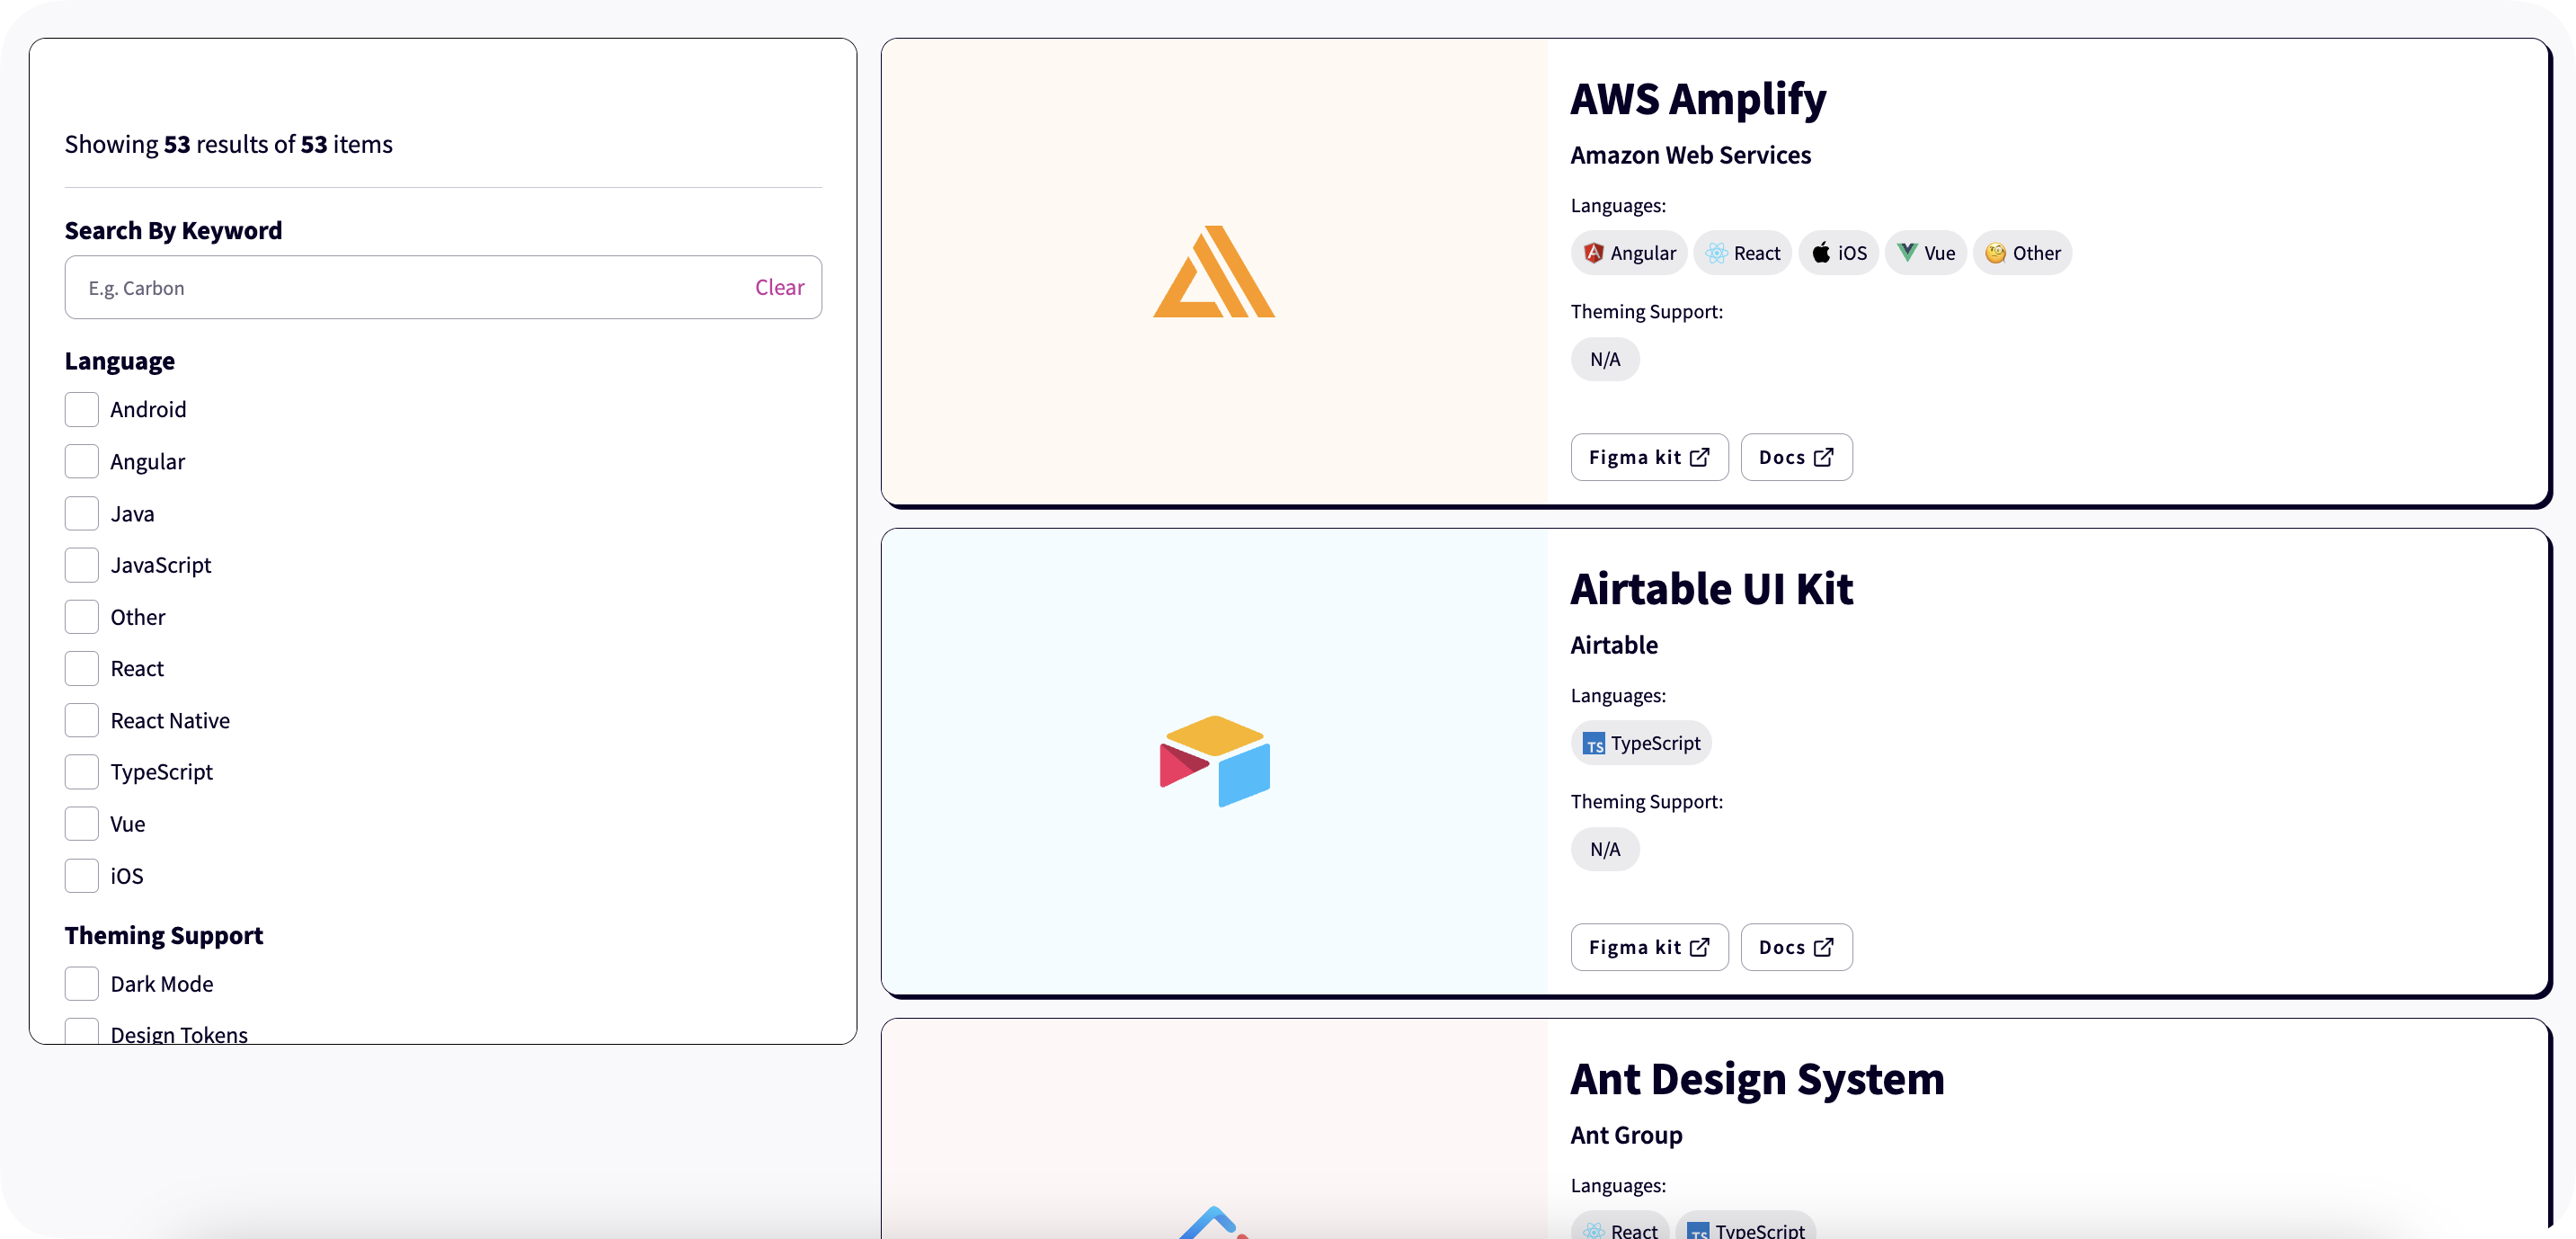 Showing 53 results of 53 items
Search By Keyword
E.g. Carbon
Clear
Language
Android
Angular
Java
JavaScript
Other
React
React Native
TypeScript
Vue
iOS
Theming Support
Dark Mode
Design Tokens
AWS Amplify
Amazon Web Services
Languages:
Angular React iOS Vue Other
Theming Support:
N/A
Figma kit Docs
Airtable UI Kit
Airtable
Languages:
TS TypeScript
Theming Support:
N/A
Figma kit Docs
Ant Design System
Ant Group
Languages:
React TS TypeScript